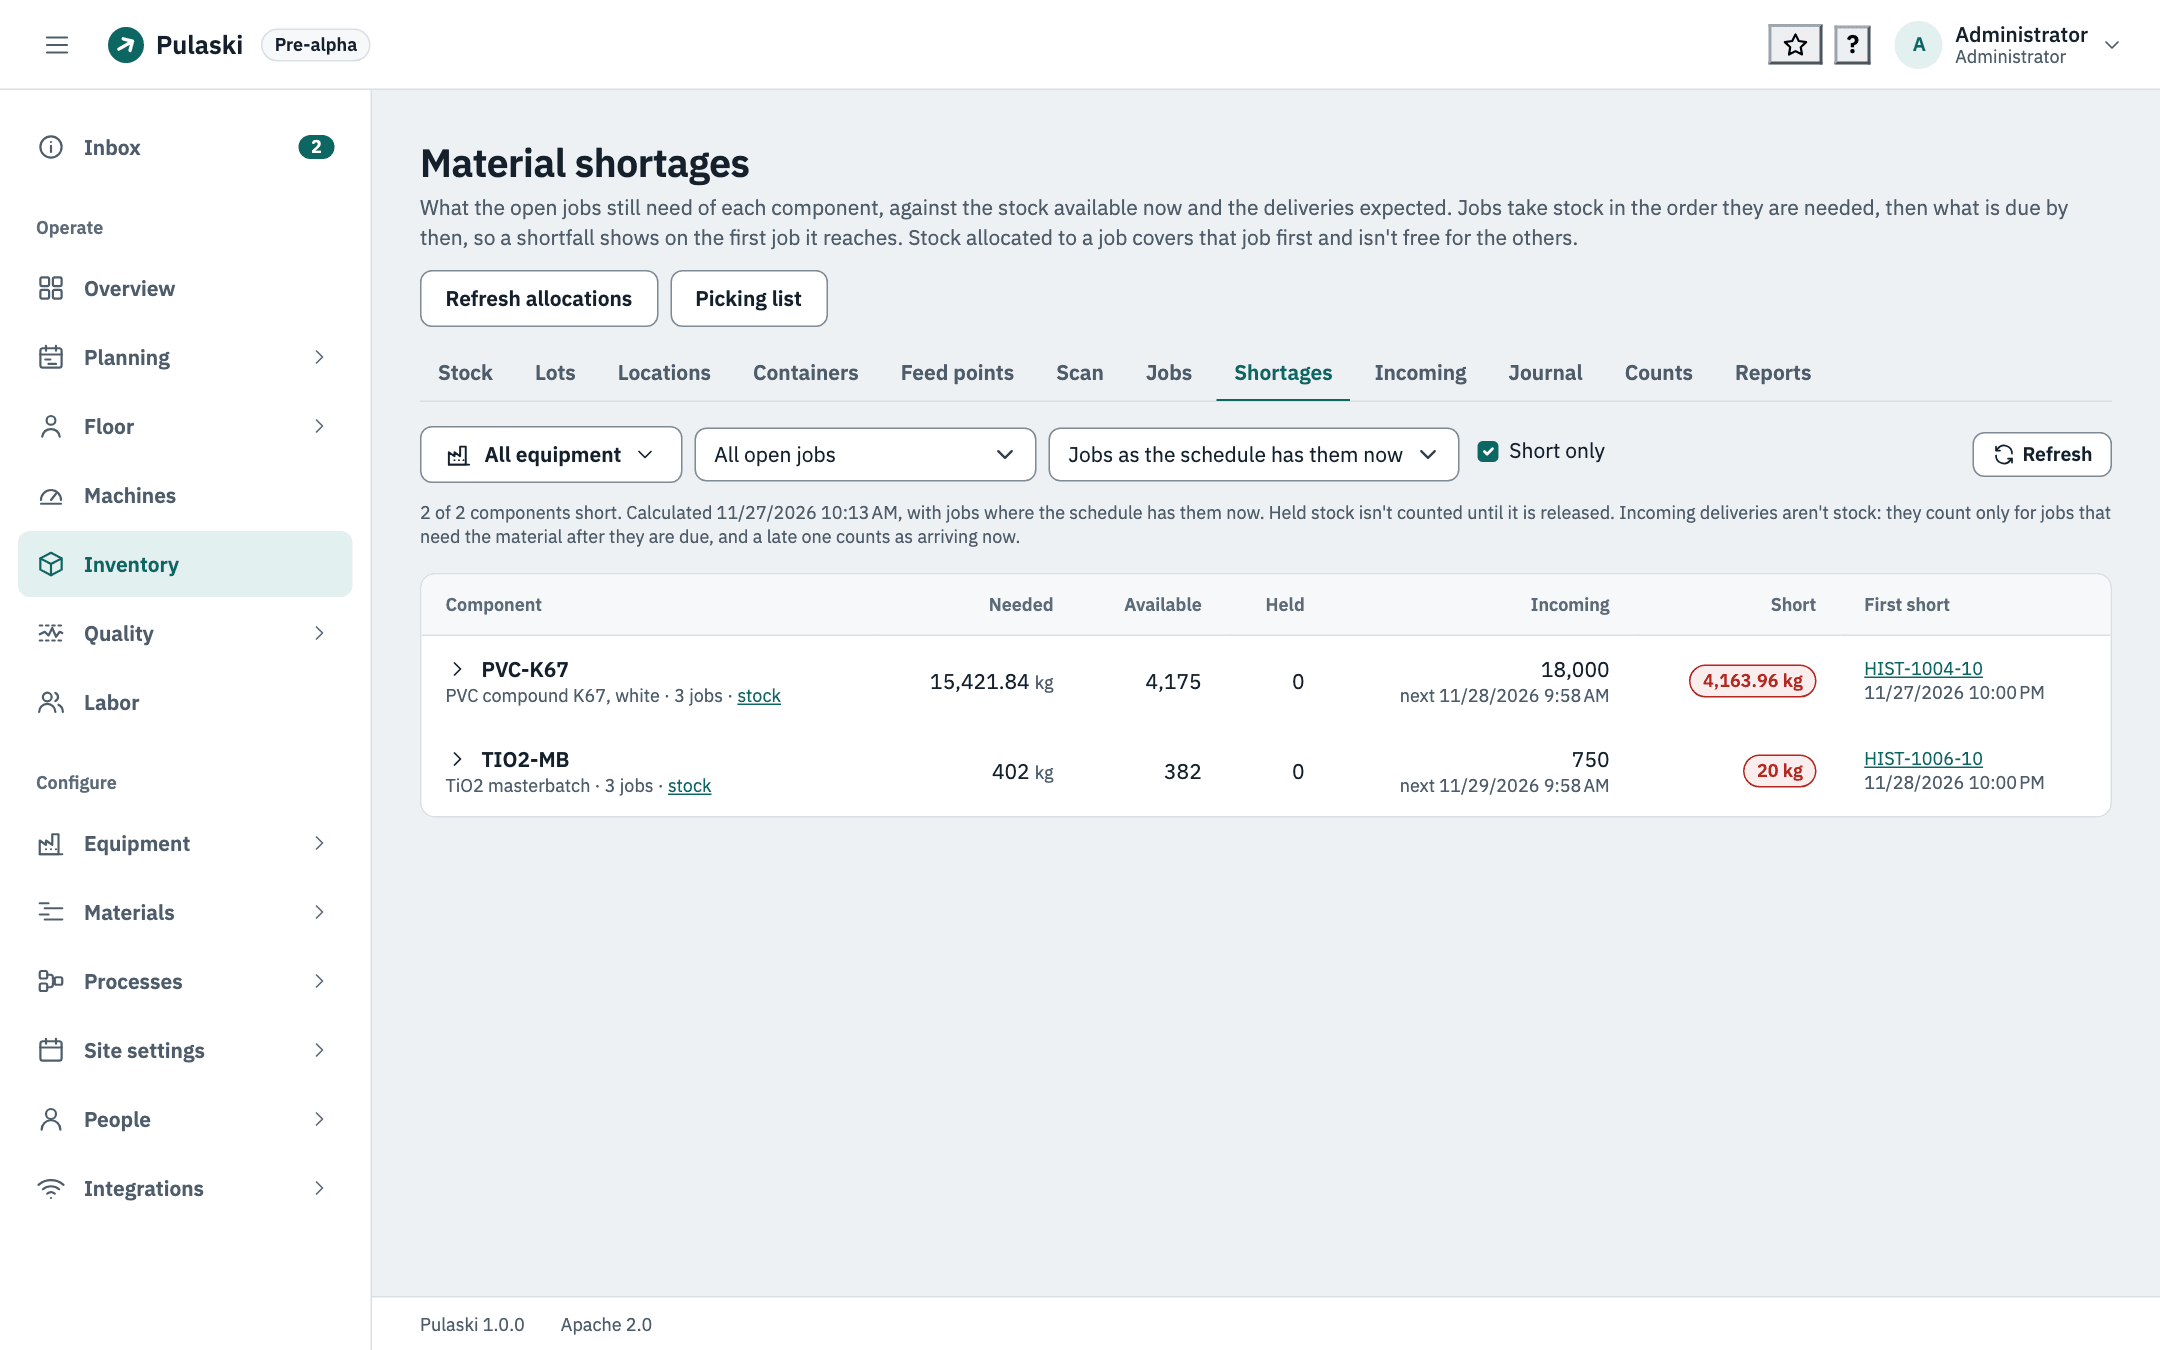 Pulaski
Pre-alpha
?
A
Administrator
Administrator
Inbox
2
Operate
Overview
Planning
Floor
Machines
Inventory
Quality
Labor
Configure
Equipment
Materials
Processes
Site settings
People
Integrations
Material shortages
What the open jobs still need of each component, against the stock available now and the deliveries expected. Jobs take stock in the order they are needed, then what is due by
then, so a shortfall shows on the first job it reaches. Stock allocated to a job covers that job first and isn't free for the others.
Refresh allocations
Picking list
Stock Lots Locations Containers Feed points Scan Jobs Shortages Incoming Journal Counts Reports
All equipment
All open jobs
Jobs as the schedule has them now
Short only
Refresh
2 of 2 components short. Calculated 11/27/2026 10:13 AM, with jobs where the schedule has them now. Held stock isn't counted until it is released. Incoming deliveries aren't stock: they count only for jobs that
need the material after they are due, and a late one counts as arriving now.
Component Needed Available Held Incoming Short First short
PVC-K67
PVC compound K67, white · 3 jobs · stock
15,421.84 kg
4,175
0
18,000
next 11/28/2026 9:58 AM
4,163.96 kg
HIST-1004-10
11/27/2026 10:00 PM
TIO2-MB
TiO2 masterbatch · 3 jobs · stock
402 kg
382
0
750
next 11/29/2026 9:58 AM
20 kg
HIST-1006-10
11/28/2026 10:00 PM
Pulaski 1.0.0
Apache 2.0